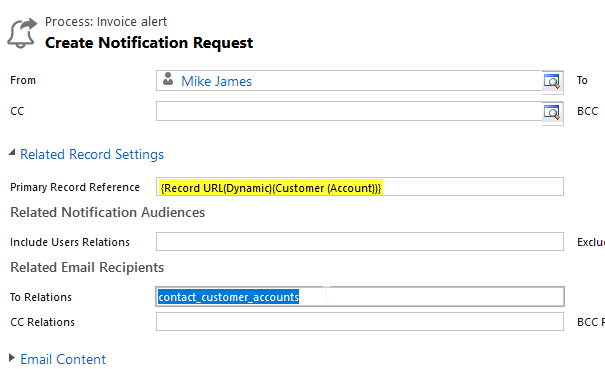 Process: Invoice alert
Create Notification Request
From Mike James To
CC BCC
Related Record Settings
Primary Record Reference {Record URL(Dynamic)(Customer (Account))}
Related Notification Audiences
Include Users Relations Exclu
Related Email Recipients
To Relations contact_customer_accounts
CC Relations BCC R
Email Content